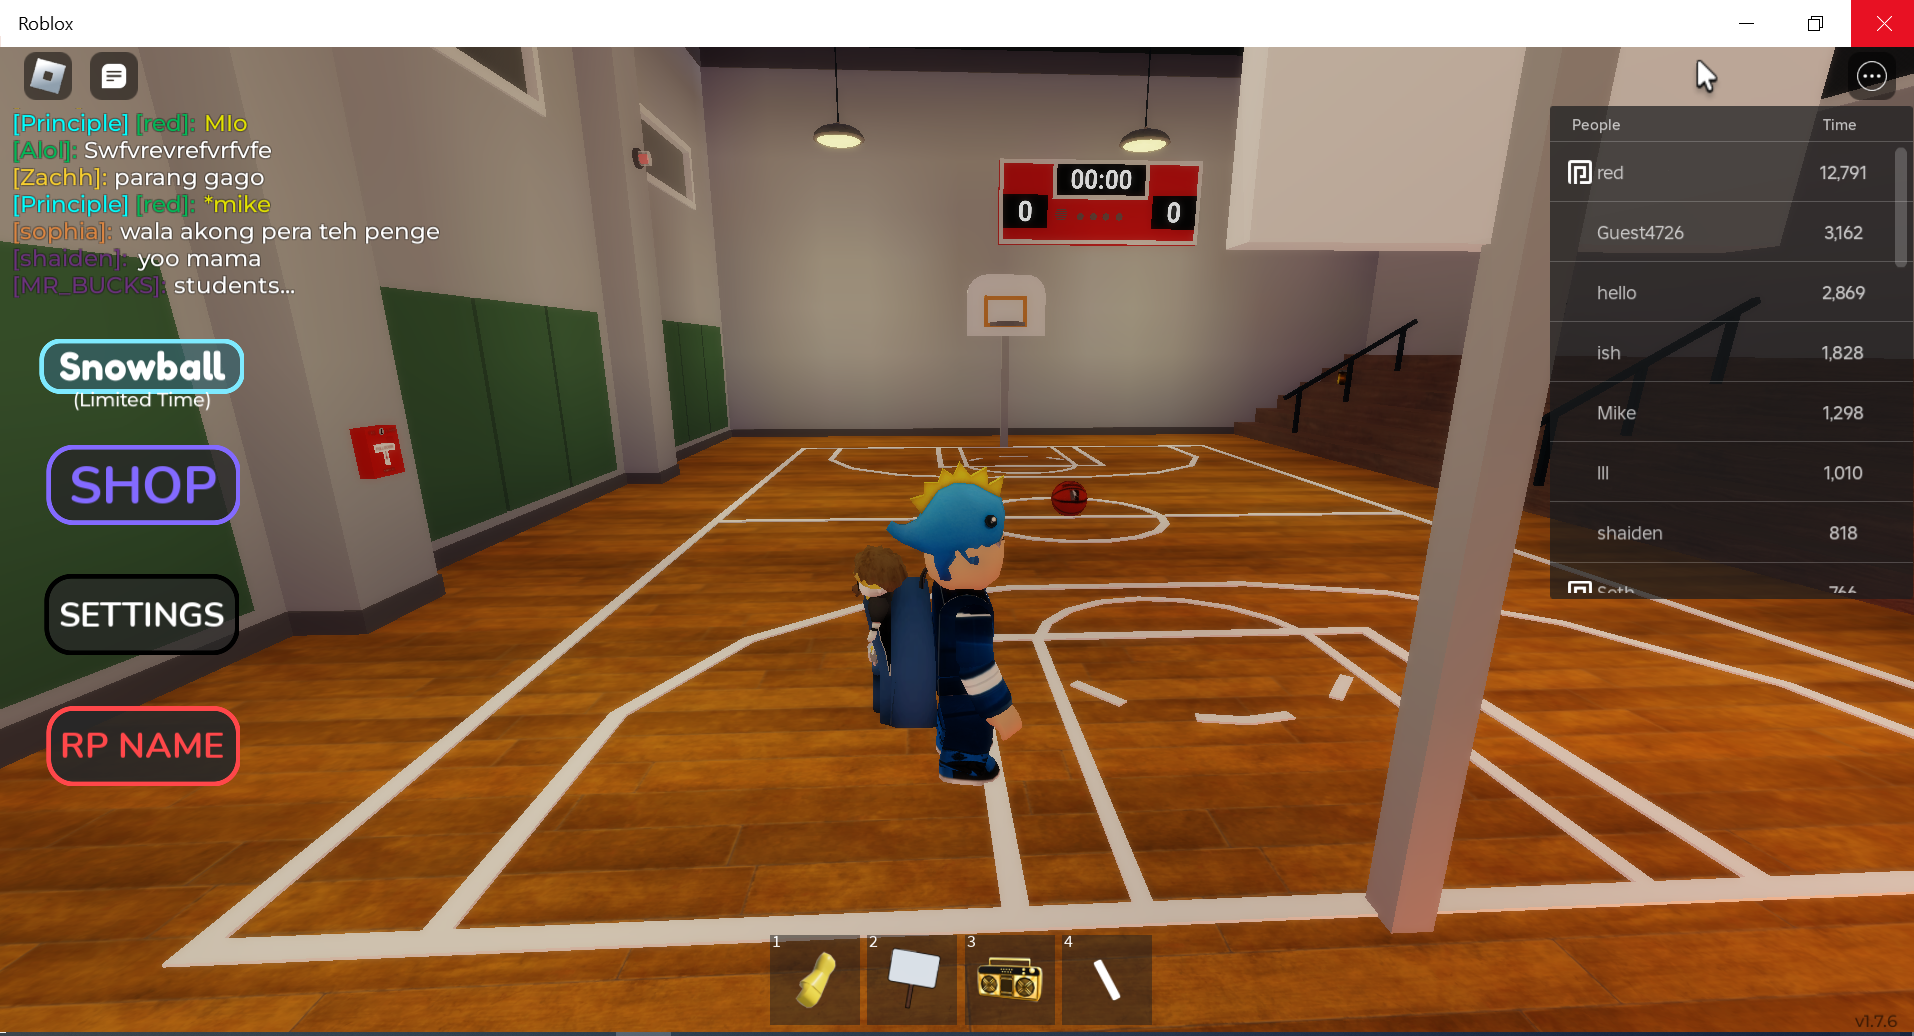 Roblox
[Principle] [red]: Mlo
[Alol]: Swfvrevrefvrfvfe
[Zachh]: parang gago
[Principle] [red]: *mike
[sophia]: wala akong pera teh penge
[shaiden]: yoo mama
[MR_BUCKS]: students...
Snowball
(Limited Time)
SHOP
SETTINGS
RP NAME
00:00
0 0
People Time
red 12,791
Guest4726 3,162
hello 2,869
ish 1,828
Mike 1,298
lll 1,010
shaiden 818
Seth 766
1 2 3 4
v1.7.6